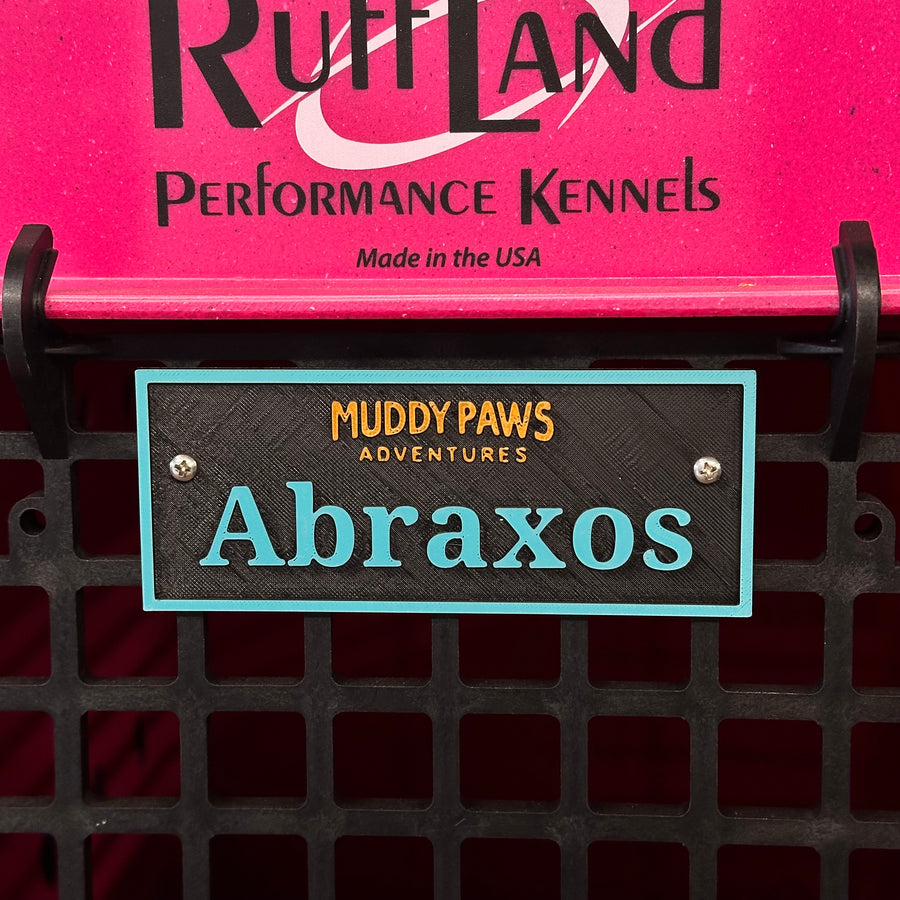 RuffLand
Performance Kennels
Made in the USA
MUDDY PAWS
ADVENTURES
Abraxos